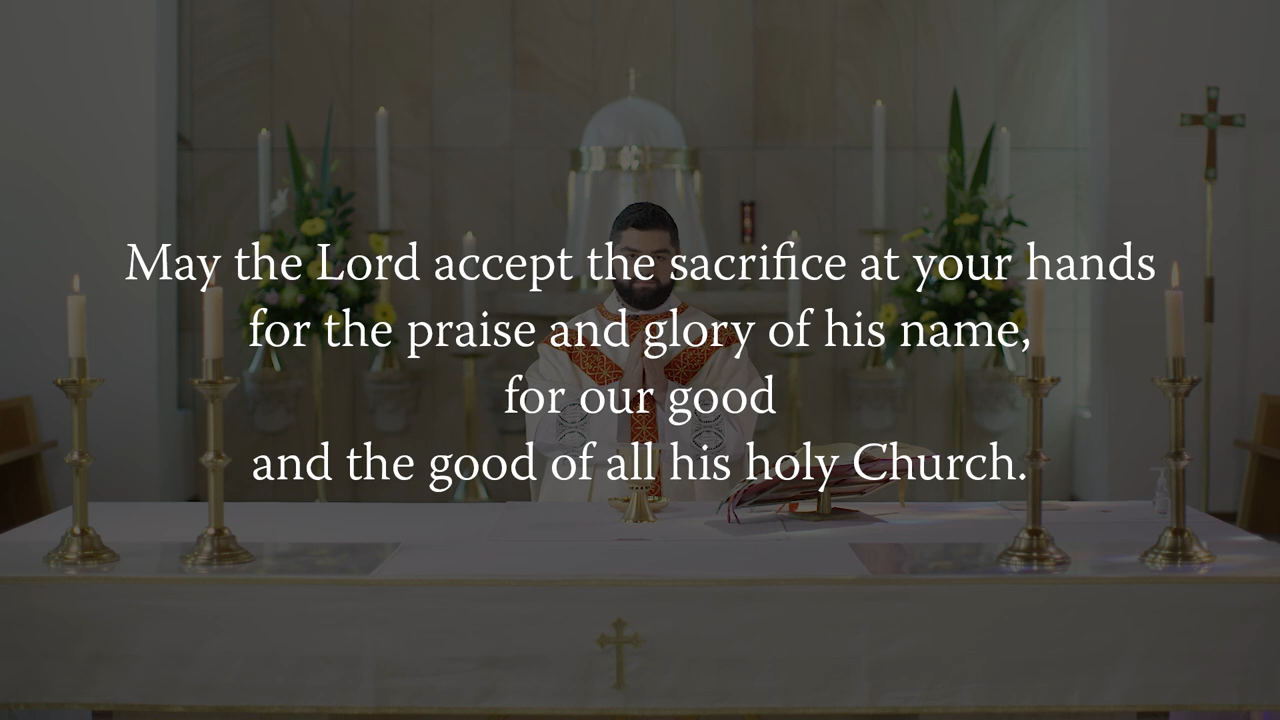 May the Lord accept the sacrifice at your hands
for the praise and glory of his name,
for our good
and the good of all his holy Church.